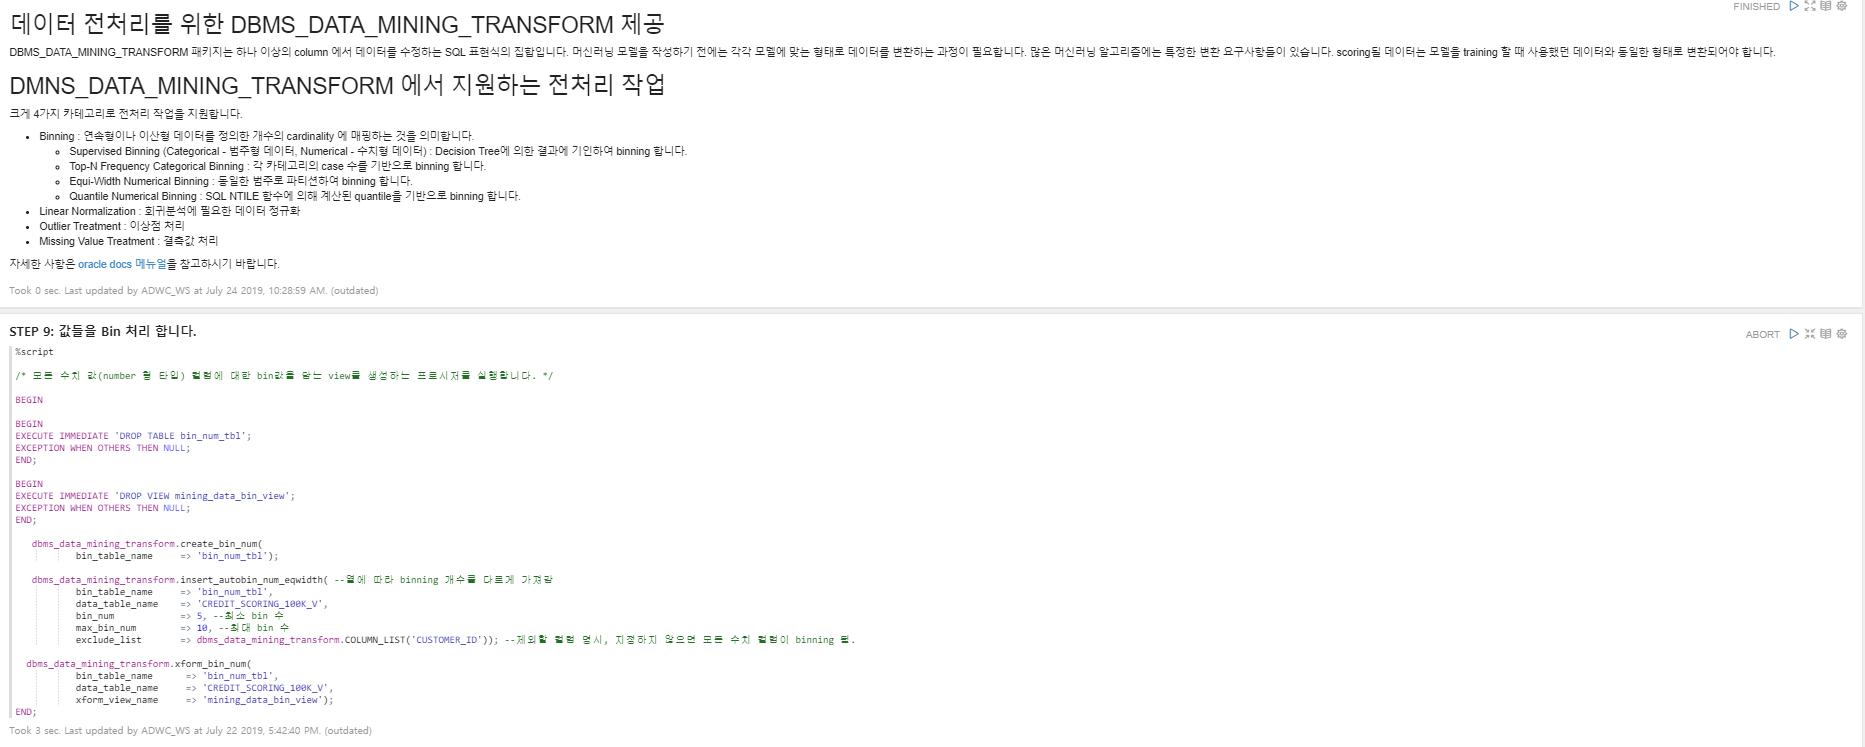 FINISHED
데이터 전처리를 위한 DBMS_DATA_MINING_TRANSFORM 제공
DBMS_DATA_MINING_TRANSFORM 패키지는 하나 이상의 column 에서 데이터를 수정하는 SQL 표현식의 집합입니다. 머신러닝 모델을 작성하기 전에는 각각 모델에 맞는 형태로 데이터를 변환하는 과정이 필요합니다. 많은 머신러닝 알고리즘에는 특정한 변환 요구사항들이 있습니다. scoring될 데이터는 모델을 training 할 때 사용했던 데이터와 동일한 형태로 변환되어야 합니다.
DMNS_DATA_MINING_TRANSFORM 에서 지원하는 전처리 작업
크게 4가지 카테고리로 전처리 작업을 지원합니다.
Binning : 연속형이나 이산형 데이터를 정의한 개수의 cardinality 에 매핑하는 것을 의미합니다.
Supervised Binning (Categorical - 범주형 데이터, Numerical - 수치형 데이터) : Decision Tree에 의한 결과에 기인하여 binning 합니다.
Top-N Frequency Categorical Binning : 각 카테고리의 case 수를 기반으로 binning 합니다.
Equi-Width Numerical Binning : 동일한 범주로 파티션하여 binning 합니다.
Quantile Numerical Binning : SQL NTILE 함수에 의해 계산된 quantile을 기반으로 binning 합니다.
Linear Normalization : 회귀분석에 필요한 데이터 정규화
Outlier Treatment : 이상점 처리
Missing Value Treatment : 결측값 처리
자세한 사항은 oracle docs 메뉴얼을 참고하시기 바랍니다.
Took 0 sec. Last updated by ADWC_WS at July 24 2019, 10:28:59 AM. (outdated)
STEP 9: 값들을 Bin 처리 합니다.
ABORT
%script
/* 모든 수치 값(number 형 타입) 컬럼에 대한 bin값을 담는 view를 생성하는 프로시저를 실행합니다. */
BEGIN
BEGIN
EXECUTE IMMEDIATE 'DROP TABLE bin_num_tbl';
EXCEPTION WHEN OTHERS THEN NULL;
END;
BEGIN
EXECUTE IMMEDIATE 'DROP VIEW mining_data_bin_view';
EXCEPTION WHEN OTHERS THEN NULL;
END;
dbms_data_mining_transform.create_bin_num(
bin_table_name => 'bin_num_tbl');
dbms_data_mining_transform.insert_autobin_num_eqwidth( --열에 따라 binning 개수를 다르게 가져감
bin_table_name => 'bin_num_tbl',
data_table_name => 'CREDIT_SCORING_100K_V',
bin_num => 5, --최소 bin 수
max_bin_num => 10, --최대 bin 수
exclude_list => dbms_data_mining_transform.COLUMN_LIST('CUSTOMER_ID')); --제외할 컬럼 명시, 지정하지 않으면 모든 수치 컬럼이 binning 됨.
dbms_data_mining_transform.xform_bin_num(
bin_table_name => 'bin_num_tbl',
data_table_name => 'CREDIT_SCORING_100K_V',
xform_view_name => 'mining_data_bin_view');
END;
Took 3 sec. Last updated by ADWC_WS at July 22 2019, 5:42:40 PM. (outdated)